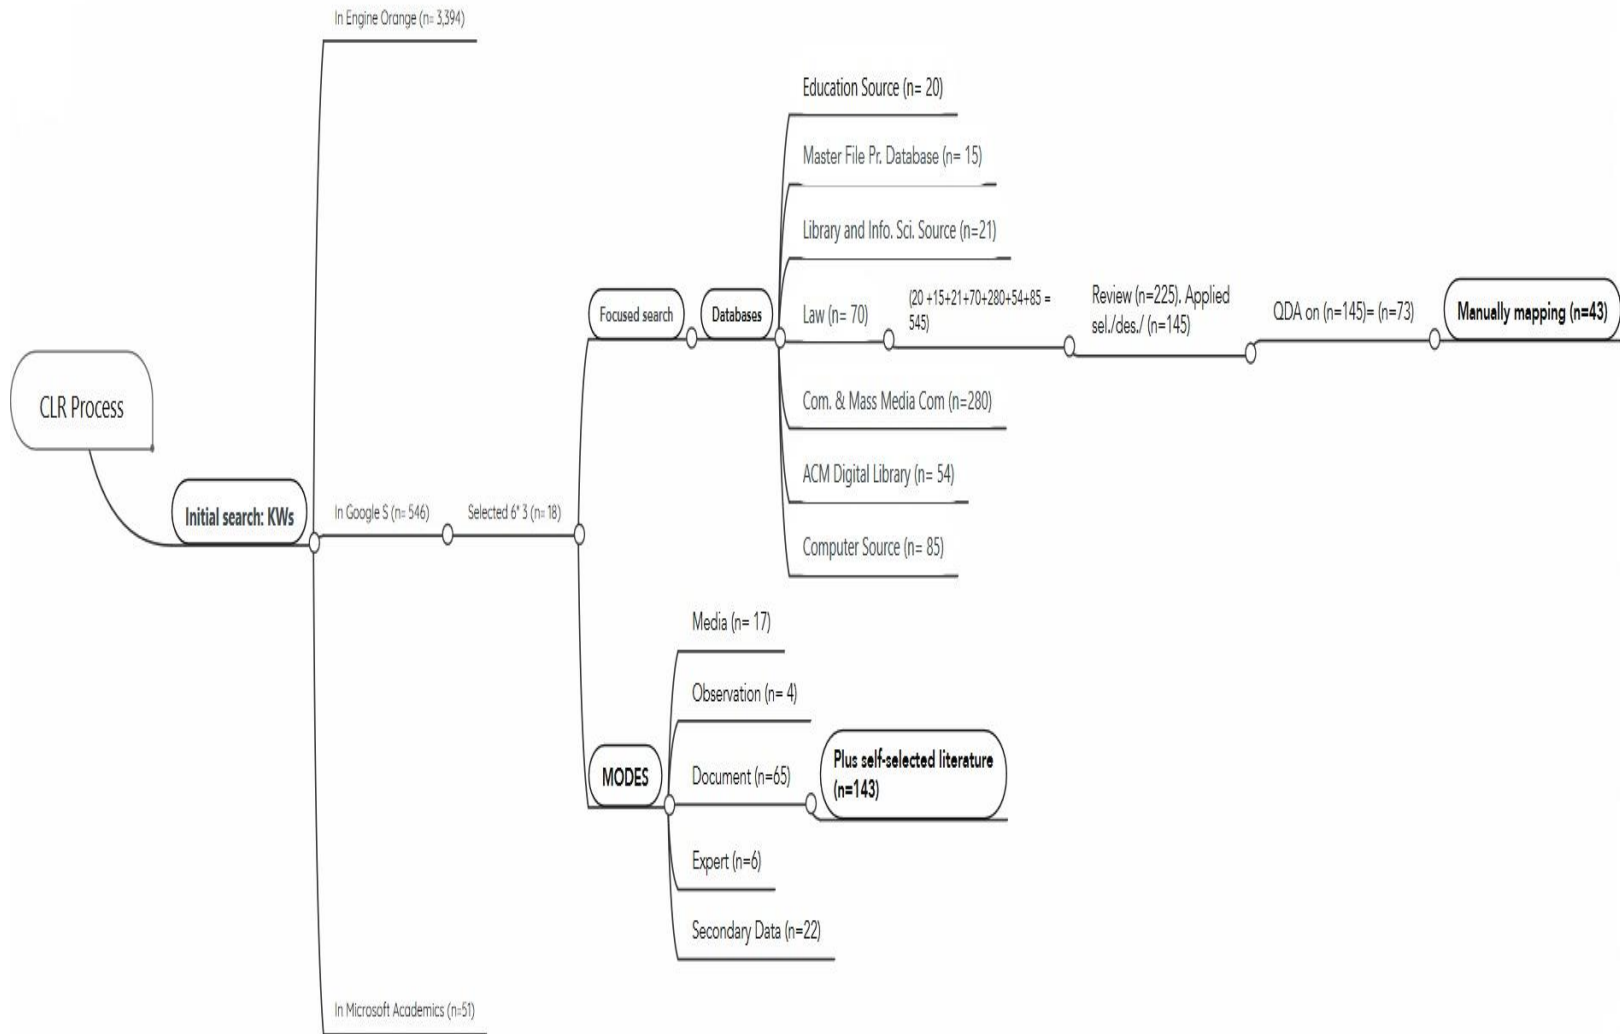 In Engine Orange (n= 3,394)
Education Source (n= 20)
Master File Pr. Database (n= 15)
Library and Info. Sci. Source (n=21)
Focused search
Databases
Law (n= 70)
(20 +15+21+70+280+54+85 =
545)
Review (n=225). Applied
sel./des./ (n=145)
QDA on (n=145)= (n=73)
Manually mapping (n=43)
CLR Process
Com. & Mass Media Com (n=280)
ACM Digital Library (n= 54)
Initial search: KWs
In Google S (n= 546)
Selected 6* 3 (n= 18)
Computer Source (n= 85)
Media (n= 17)
Observation (n= 4)
MODES
Document (n=65)
Plus self-selected literature
(n=143)
Expert (n=6)
Secondary Data (n=22)
In Microsoft Academics (n=51)